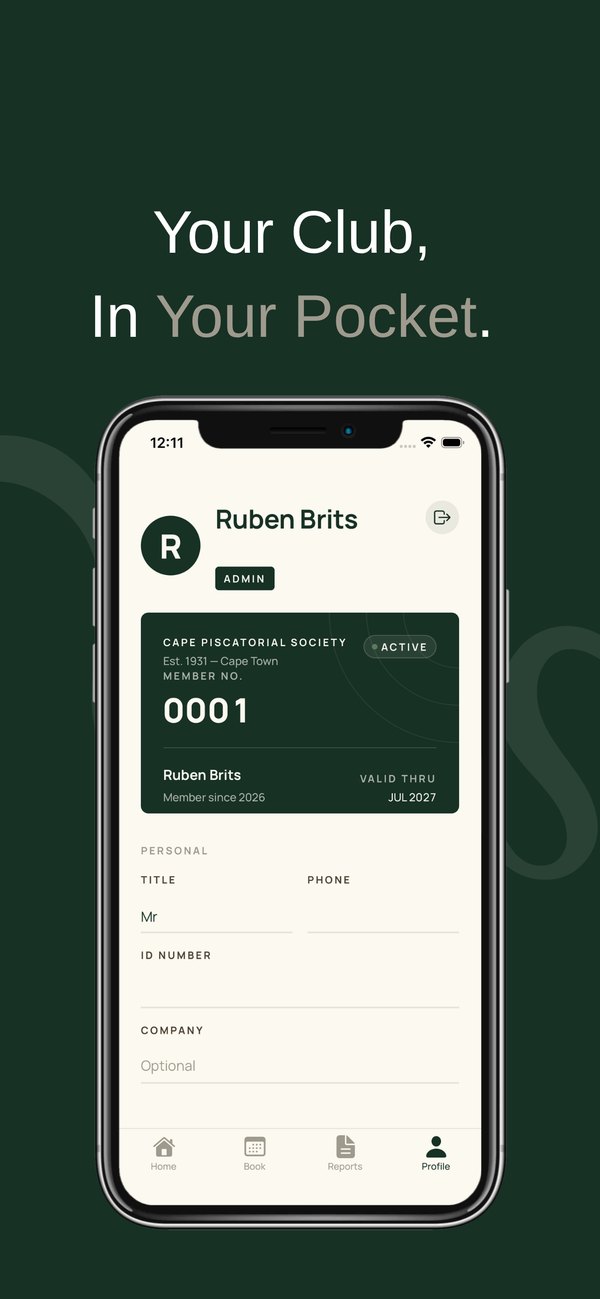 Your Club,
In Your Pocket.
12:11
Ruben Brits
R
ADMIN
CAPE PISCATORIAL SOCIETY
ACTIVE
Est. 1931 — Cape Town
MEMBER NO.
0001
Ruben Brits
VALID THRU
Member since 2026
JUL 2027
PERSONAL
TITLE
PHONE
Mr
ID NUMBER
COMPANY
Optional
Home
Book
Reports
Profile